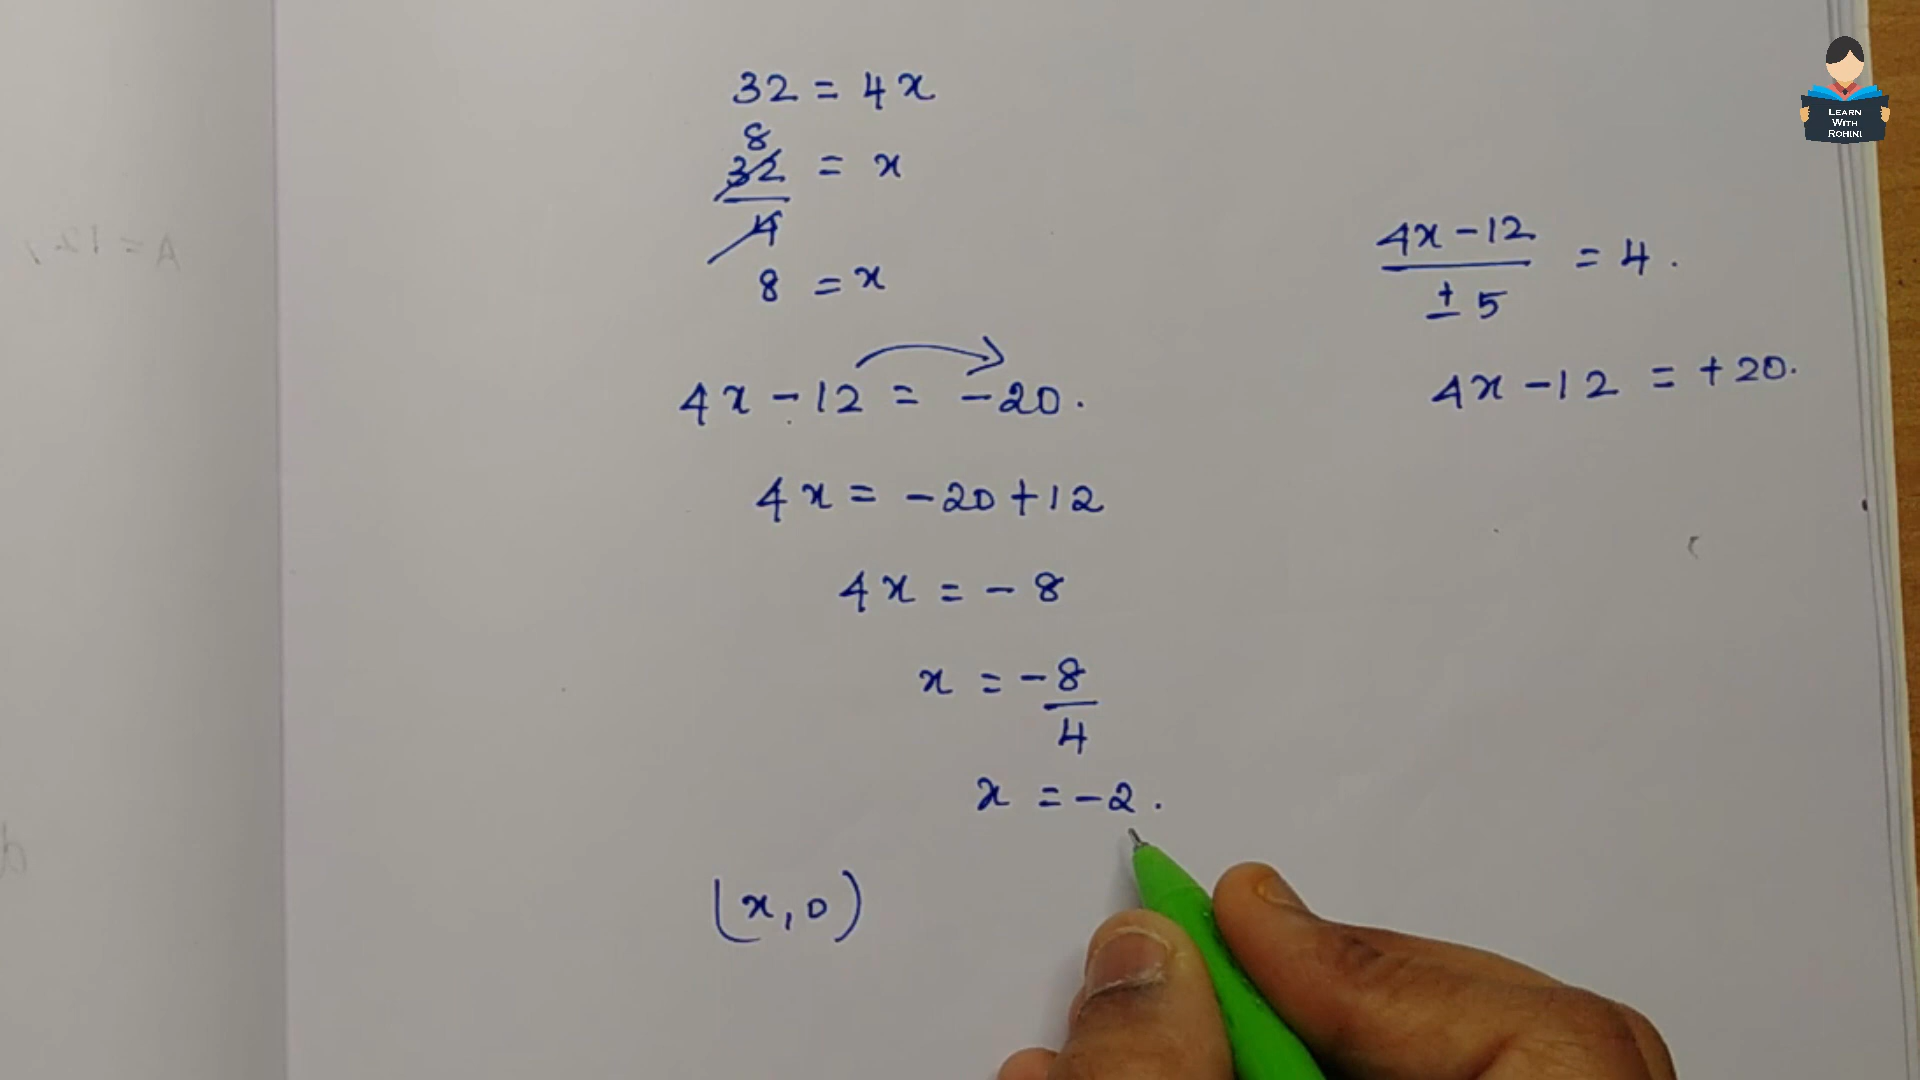 32 = 4x
8
32/4 = x
8 = x
4x - 12 = -20.
4x = -20 + 12
4x = -8
x = -8/4
x = -2.
(x, 0)
4x - 12 / ± 5 = 4.
4x - 12 = +20.
LEARN
WITH
ROHINI